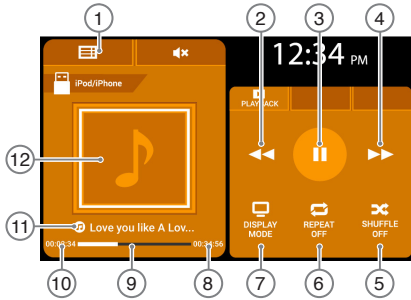 1
2
3
4
12:34 PM
iPod/iPhone
PLAYBACK
12
11
Love you like A Lov...
DISPLAY
MODE
REPEAT
OFF
SHUFFLE
OFF
00:03:34
00:34:56
10
9
8
7
6
5